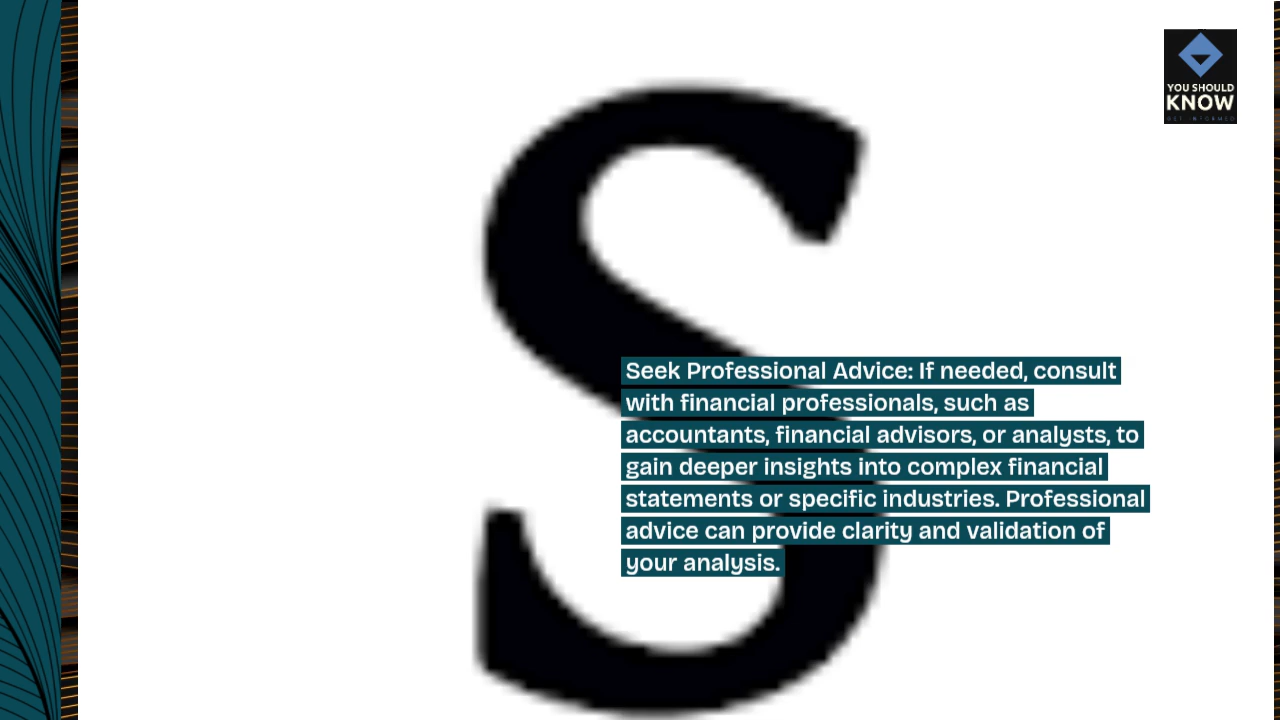 YOU SHOULD
KNOW
GET INFORMED
S
Seek Professional Advice: If needed, consult
with financial professionals, such as
accountants, financial advisors, or analysts, to
gain deeper insights into complex financial
statements or specific industries. Professional
advice can provide clarity and validation of
your analysis.